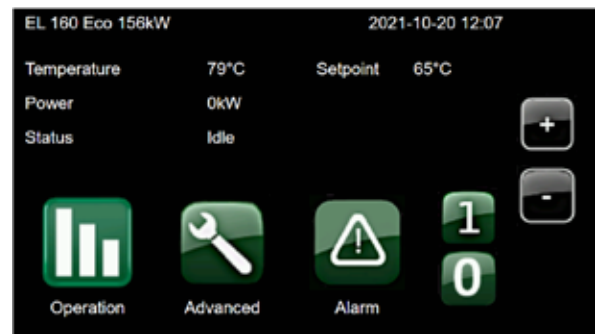 EL 160 Eco 156kW 2021-10-20 12:07
Temperature 79°C Setpoint 65°C
Power 0kW
Status Idle
+
-
1
0
Operation Advanced Alarm